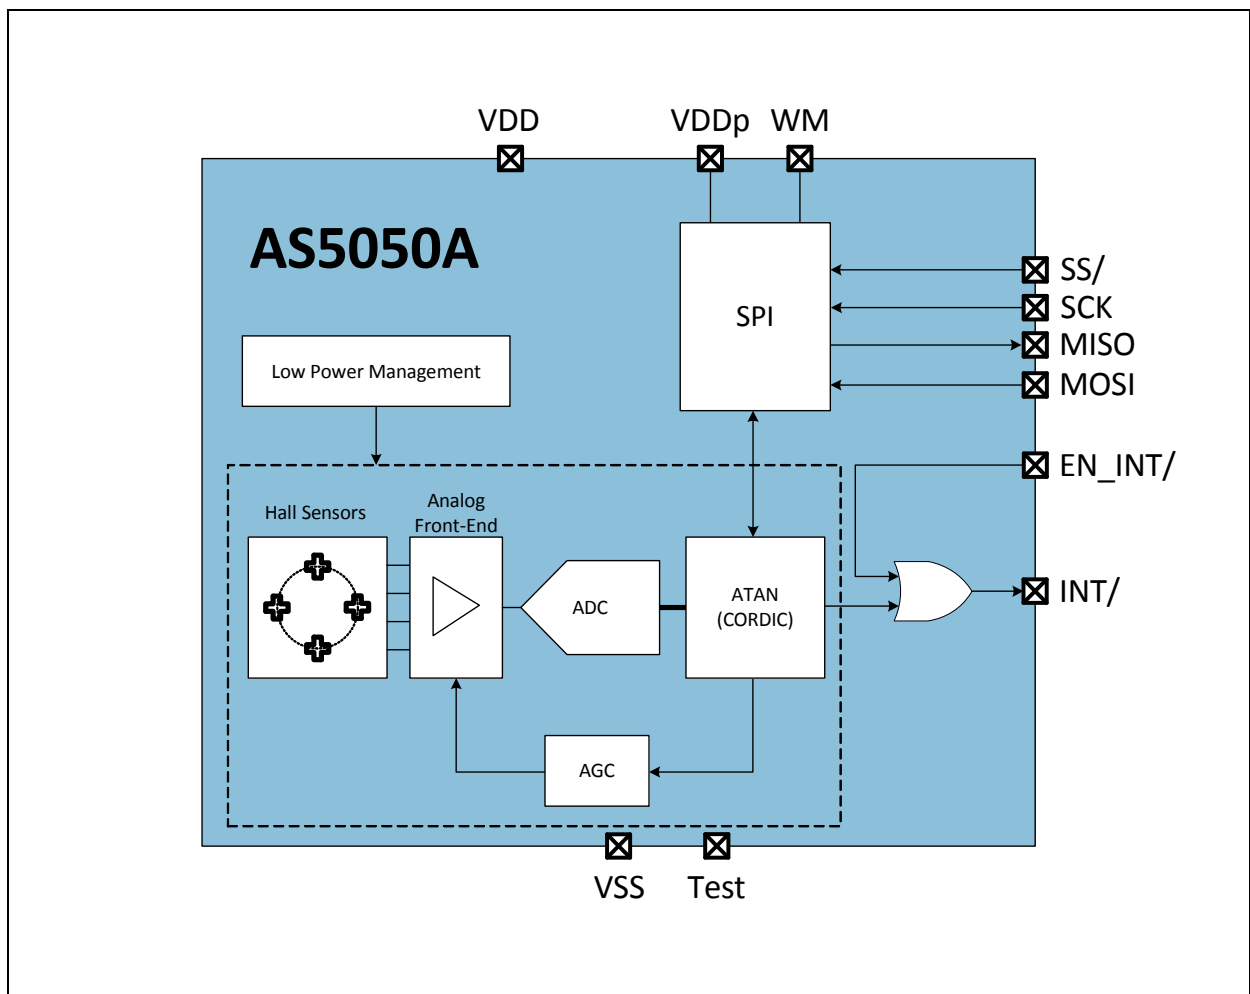 VDD
VDDp
WM
AS5050A
SPI
SS/
SCK
MISO
MOSI
Low Power Management
EN_INT/
Hall Sensors
Analog
Front-End
ADC
ATAN
(CORDIC)
INT/
AGC
VSS
Test